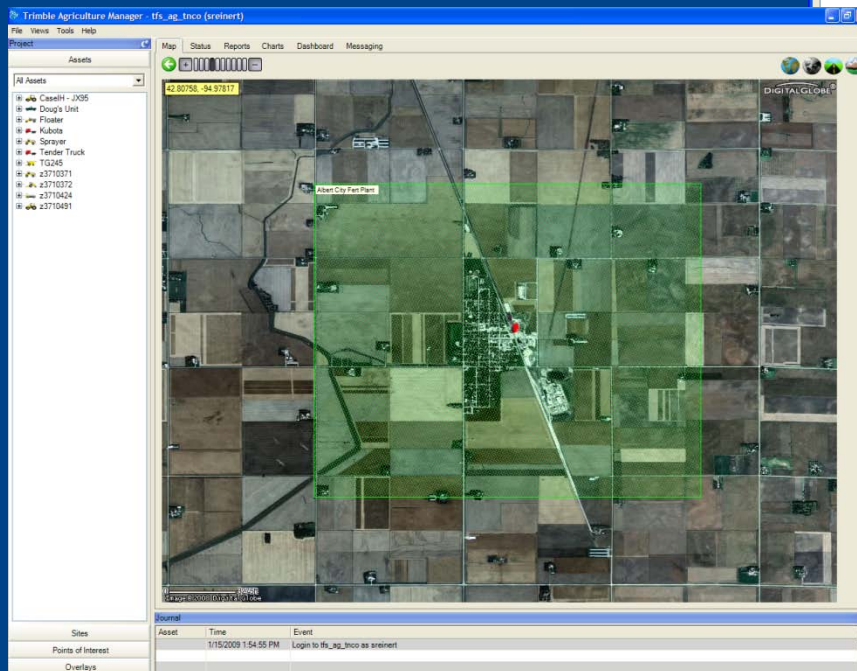 Trimble Agriculture Manager - tfs_ag_tnco (sreinert)
File Views Tools Help
Project
Assets
All Assets
CaseIH - JX95
Doug's Unit
Floater
Kubota
Sprayer
Tender Truck
TG245
z3710371
z3710372
z3710424
z3710491
Sites
Points of Interest
Overlays
Map Status Reports Charts Dashboard Messaging
42.80758, -94.97817
DIGITALGLOBE
Albert City Fert Plant
Journal
Asset Time Event
1/15/2009 1:54:55 PM Login to tfs_ag_tnco as sreinert